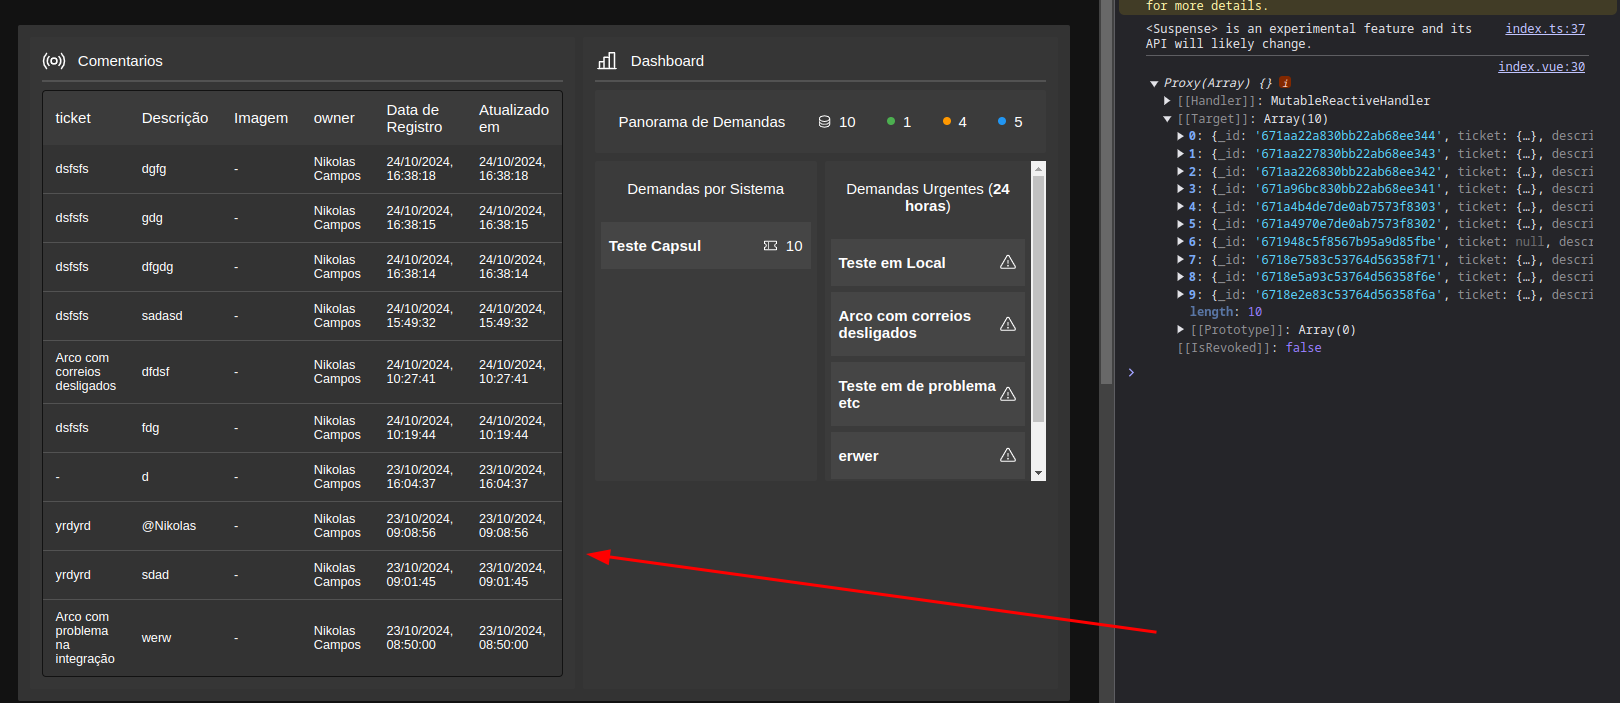 Comentarios
ticket Descrição Imagem owner Data de Registro Atualizado em
dsfsfs dgfg - Nikolas Campos 24/10/2024, 16:38:18 24/10/2024, 16:38:18
dsfsfs gdg - Nikolas Campos 24/10/2024, 16:38:15 24/10/2024, 16:38:15
dsfsfs dfgdg - Nikolas Campos 24/10/2024, 16:38:14 24/10/2024, 16:38:14
dsfsfs sadasd - Nikolas Campos 24/10/2024, 15:49:32 24/10/2024, 15:49:32
Arco com correios desligados dfdsf - Nikolas Campos 24/10/2024, 10:27:41 24/10/2024, 10:27:41
dsfsfs fdg - Nikolas Campos 24/10/2024, 10:19:44 24/10/2024, 10:19:44
- d - Nikolas Campos 23/10/2024, 16:04:37 23/10/2024, 16:04:37
yrdyrd @Nikolas - Nikolas Campos 23/10/2024, 09:08:56 23/10/2024, 09:08:56
yrdyrd sdad - Nikolas Campos 23/10/2024, 09:01:45 23/10/2024, 09:01:45
Arco com problema na integração werw - Nikolas Campos 23/10/2024, 08:50:00 23/10/2024, 08:50:00
Dashboard
Panorama de Demandas 10 1 4 5
Demandas por Sistema
Teste Capsul 10
Demandas Urgentes (24
horas)
Teste em Local
Arco com correios
desligados
Teste em de problema
etc
erwer
for more details.
<Suspense> is an experimental feature and its index.ts:37
API will likely change.
index.vue:30
Proxy(Array) {} i
[[Handler]]: MutableReactiveHandler
[[Target]]: Array(10)
0: {_id: '671aa22a830bb22ab68ee344', ticket: {…}, descri
1: {_id: '671aa227830bb22ab68ee343', ticket: {…}, descri
2: {_id: '671aa226830bb22ab68ee342', ticket: {…}, descri
3: {_id: '671a96bc830bb22ab68ee341', ticket: {…}, descri
4: {_id: '671a4b4de7de0ab7573f8303', ticket: {…}, descri
5: {_id: '671a4970e7de0ab7573f8302', ticket: {…}, descri
6: {_id: '671948c5f8567b95a9d85fbe', ticket: null, descr
7: {_id: '6718e7583c53764d56358f71', ticket: {…}, descri
8: {_id: '6718e5a93c53764d56358f6e', ticket: {…}, descri
9: {_id: '6718e2e83c53764d56358f6a', ticket: {…}, descri
length: 10
[[Prototype]]: Array(0)
[[IsRevoked]]: false